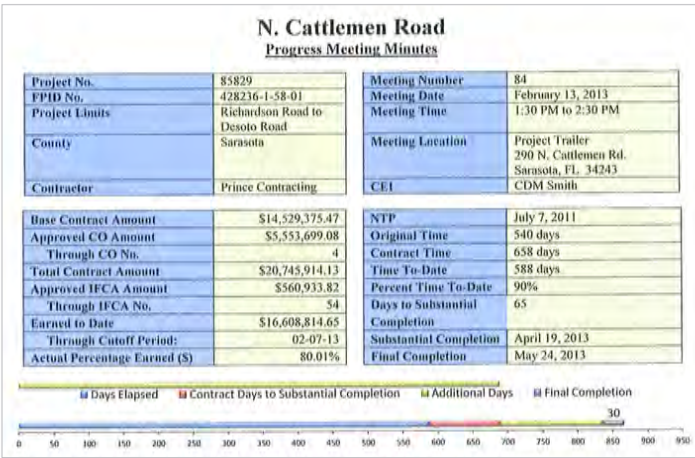 N. Cattlemen Road
Progress Meeting Minutes
Project No. 85829
FPID No. 428236-1-58-01
Project Limits Richardson Road to
Desoto Road
County Sarasota
Contractor Prince Contracting
Meeting Number 84
Meeting Date February 13, 2013
Meeting Time 1:30 PM to 2:30 PM
Meeting Location Project Trailer
290 N. Cattlemen Rd.
Sarasota, FL 34243
CEI CDM Smith
Base Contract Amount $14,529,375.47
Approved CO Amount $5,553,699.08
Through CO No. 4
Total Contract Amount $20,745,914.13
Approved IFCA Amount $560,933.82
Through IFCA No. 54
Earned to Date $16,608,814.65
Through Cutoff Period: 02-07-13
Actual Percentage Earned ($) 80.01%
NTP July 7, 2011
Original Time 540 days
Contract Time 658 days
Time To-Date 588 days
Percent Time To-Date 90%
Days to Substantial 65
Completion
Substantial Completion April 19, 2013
Final Completion May 24, 2013
Days Elapsed Contract Days to Substantial Completion Additional Days Final Completion
30
0 50 100 150 200 250 300 350 400 450 500 550 600 650 700 750 800 850 900 950